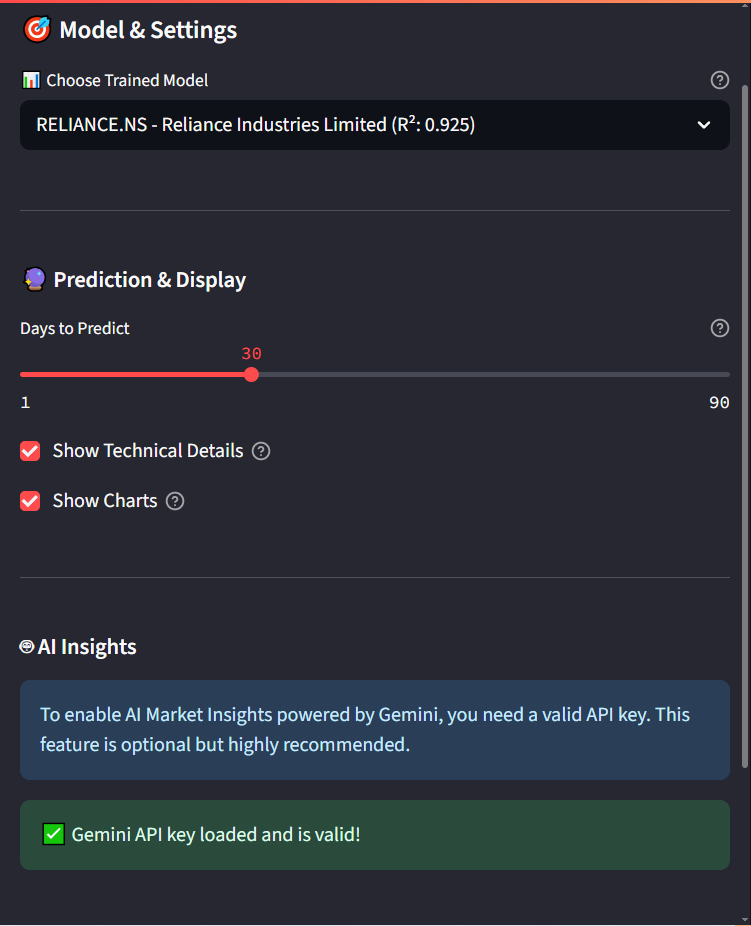 🎯 Model & Settings
📊 Choose Trained Model
RELIANCE.NS - Reliance Industries Limited (R²: 0.925)
🔮 Prediction & Display
Days to Predict
30
1 90
Show Technical Details
Show Charts
AI Insights
To enable AI Market Insights powered by Gemini, you need a valid API key. This
feature is optional but highly recommended.
✅ Gemini API key loaded and is valid!